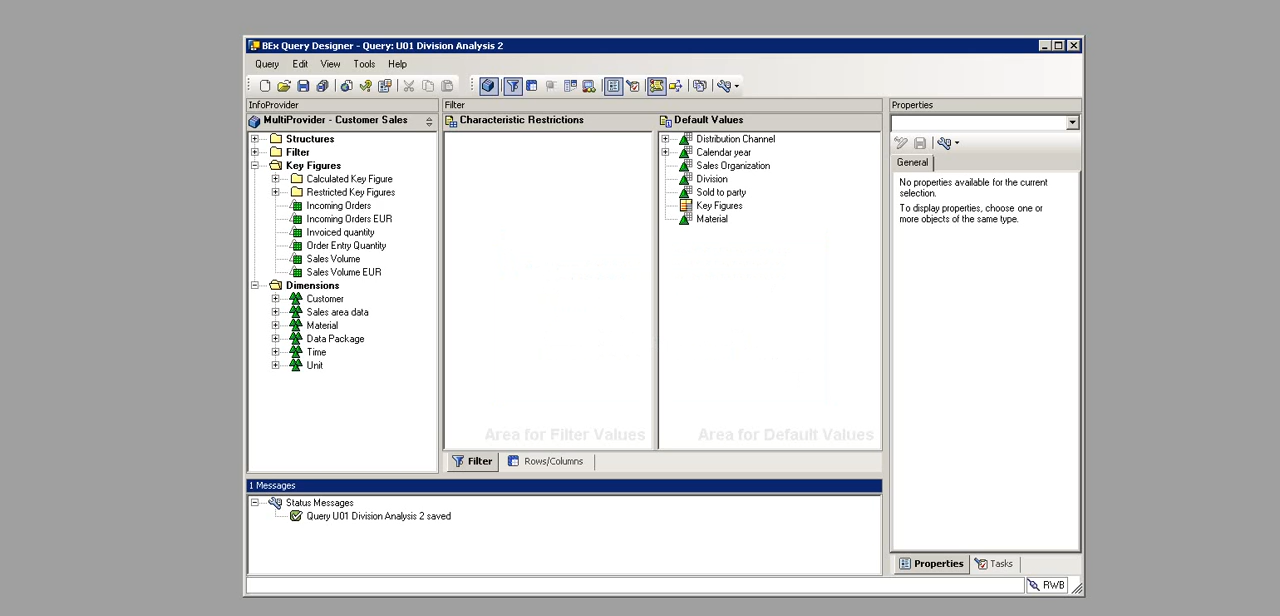 BEx Query Designer - Query: U01 Division Analysis 2
Query Edit View Tools Help
InfoProvider
MultiProvider - Customer Sales
Structures
Filter
Key Figures
Calculated Key Figure
Restricted Key Figures
Incoming Orders
Incoming Orders EUR
Invoiced quantity
Order Entry Quantity
Sales Volume
Sales Volume EUR
Dimensions
Customer
Sales area data
Material
Data Package
Time
Unit
Filter
Characteristic Restrictions
Area for Filter Values
Default Values
Distribution Channel
Calendar year
Sales Organization
Division
Sold to party
Key Figures
Material
Area for Default Values
Filter Rows/Columns
Properties
General
No properties available for the current
selection.
To display properties, choose one or
more objects of the same type.
Properties Tasks
1 Messages
Status Messages
Query U01 Division Analysis 2 saved
RWB